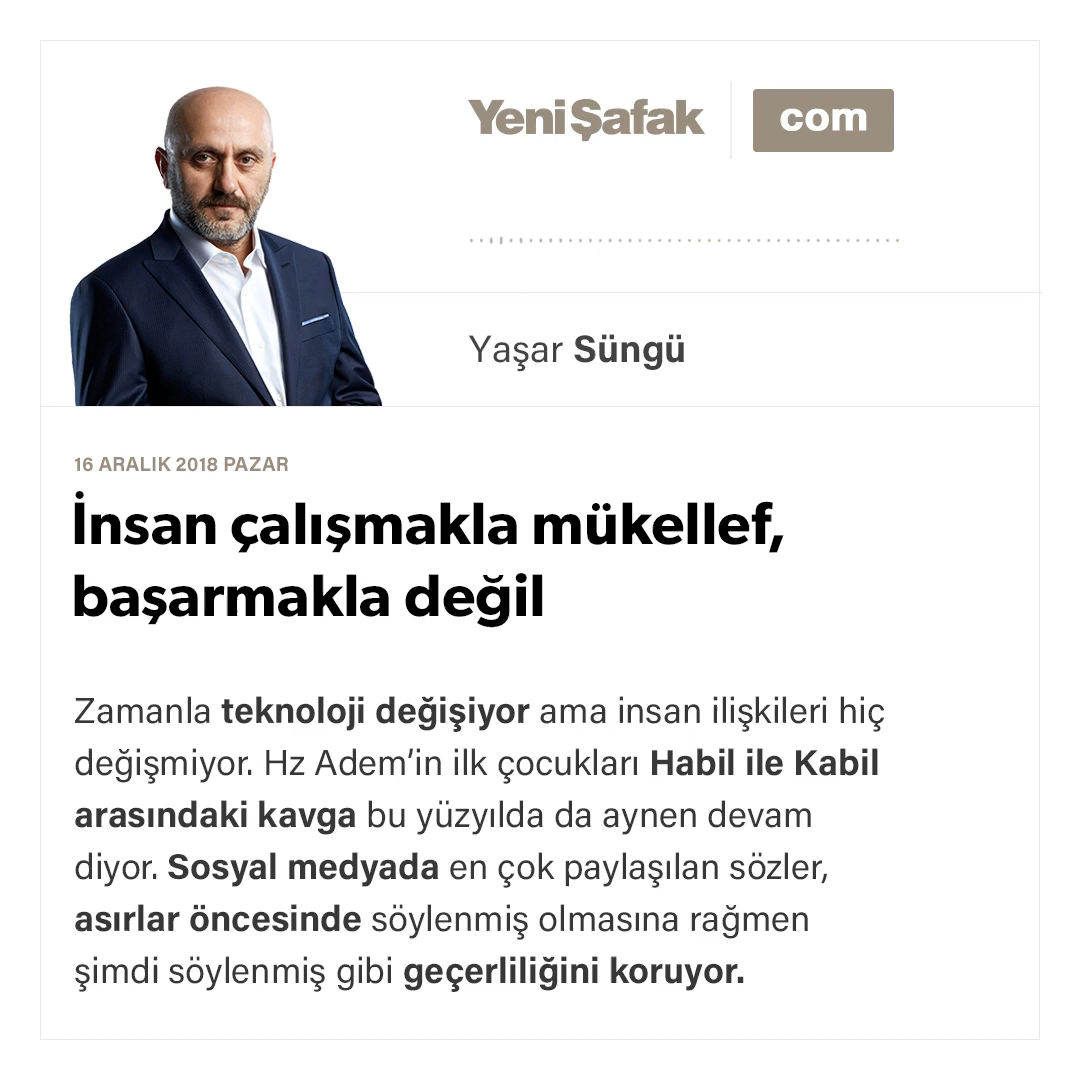 YeniŞafak
com
Yaşar Süngü
16 ARALIK 2018 PAZAR
İnsan çalışmakla mükellef,
başarmakla değil
Zamanla teknoloji değişiyor ama insan ilişkileri hiç
değişmiyor. Hz Adem'in ilk çocukları Habil ile Kabil
arasındaki kavga bu yüzyılda da aynen devam
diyor. Sosyal medyada en çok paylaşılan sözler,
asırlar öncesinde söylenmiş olmasına rağmen
şimdi söylenmiş gibi geçerliliğini koruyor.